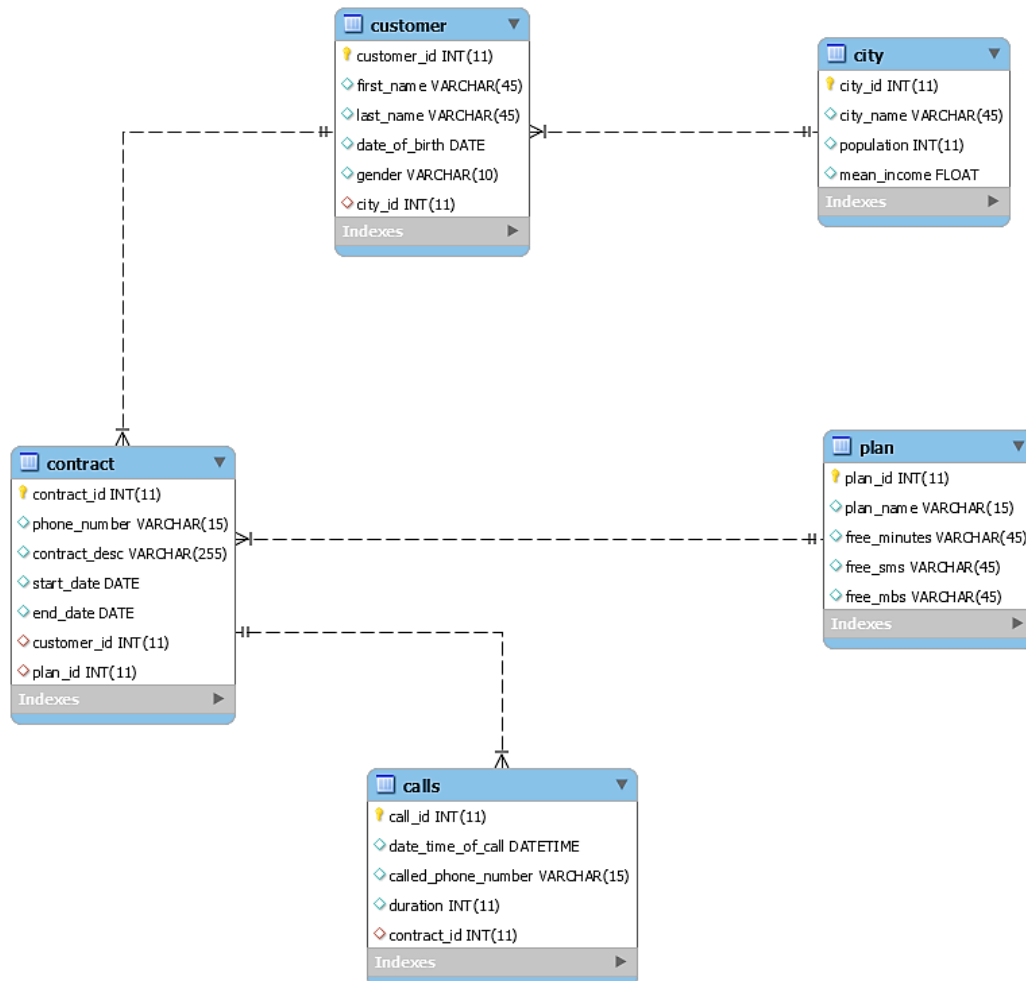 customer
customer_id INT(11)
first_name VARCHAR(45)
last_name VARCHAR(45)
date_of_birth DATE
gender VARCHAR(10)
city_id INT(11)
Indexes
city
city_id INT(11)
city_name VARCHAR(45)
population INT(11)
mean_income FLOAT
Indexes
contract
contract_id INT(11)
phone_number VARCHAR(15)
contract_desc VARCHAR(255)
start_date DATE
end_date DATE
customer_id INT(11)
plan_id INT(11)
Indexes
plan
plan_id INT(11)
plan_name VARCHAR(15)
free_minutes VARCHAR(45)
free_sms VARCHAR(45)
free_mbs VARCHAR(45)
Indexes
calls
call_id INT(11)
date_time_of_call DATETIME
called_phone_number VARCHAR(15)
duration INT(11)
contract_id INT(11)
Indexes